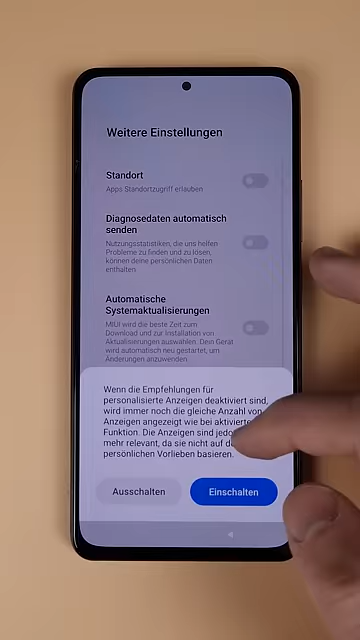 Weitere Einstellungen
Standort
Apps Standortzugriff erlauben
Diagnosedaten automatisch
senden
Nutzungsstatistiken, die uns helfen
Probleme zu finden und zu lösen,
können deine persönlichen Daten
enthalten
Automatische
Systemaktualisierungen
MIUI wird die beste Zeit zum
Download und zur Installation von
Aktualisierungen auswählen. Dein Gerät
wird automatisch neu gestartet, um
Änderungen anzuwenden
Wenn die Empfehlungen für
personalisierte Anzeigen deaktiviert sind,
wird immer noch die gleiche Anzahl von
Anzeigen angezeigt wie bei aktivierte
Funktion. Die Anzeigen sind jedo
mehr relevant, da sie nicht auf de
persönlichen Vorlieben basieren.
Ausschalten
Einschalten